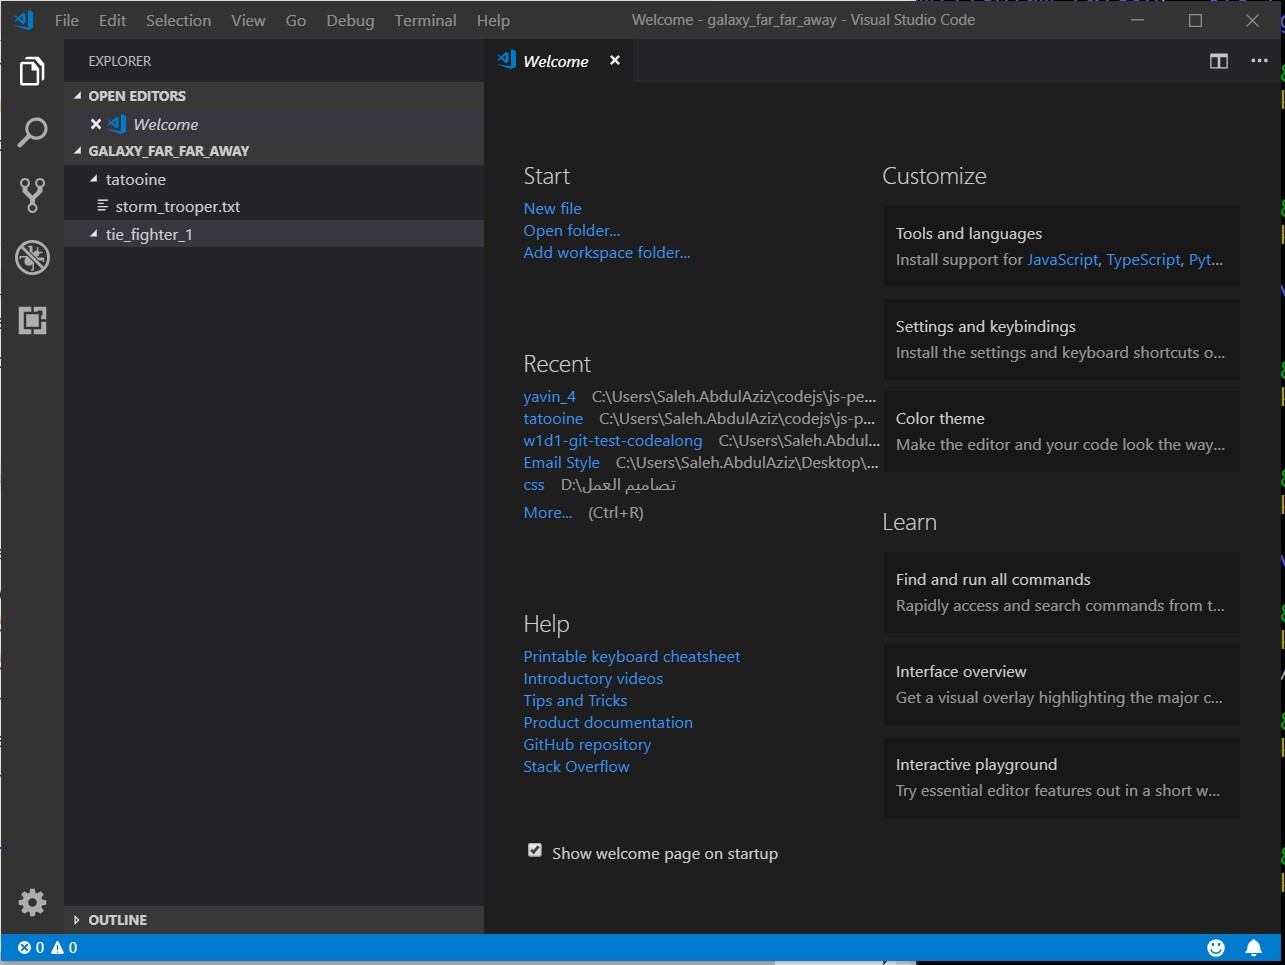 File Edit Selection View Go Debug Terminal Help Welcome - galaxy_far_far_away - Visual Studio Code
EXPLORER
OPEN EDITORS
Welcome
GALAXY_FAR_FAR_AWAY
tatooine
storm_trooper.txt
tie_fighter_1
OUTLINE
Welcome
Start
New file
Open folder...
Add workspace folder...
Recent
yavin_4 C:\Users\Saleh.AbdulAziz\codejs\js-pe...
tatooine C:\Users\Saleh.AbdulAziz\codejs\js-p...
w1d1-git-test-codealong C:\Users\Saleh.Abdul...
Email Style C:\Users\Saleh.AbdulAziz\Desktop\...
css D:\تصاميم العمل
More... (Ctrl+R)
Help
Printable keyboard cheatsheet
Introductory videos
Tips and Tricks
Product documentation
GitHub repository
Stack Overflow
Show welcome page on startup
Customize
Tools and languages
Install support for JavaScript, TypeScript, Pyt...
Settings and keybindings
Install the settings and keyboard shortcuts o...
Color theme
Make the editor and your code look the way...
Learn
Find and run all commands
Rapidly access and search commands from t...
Interface overview
Get a visual overlay highlighting the major c...
Interactive playground
Try essential editor features out in a short w...
0 0